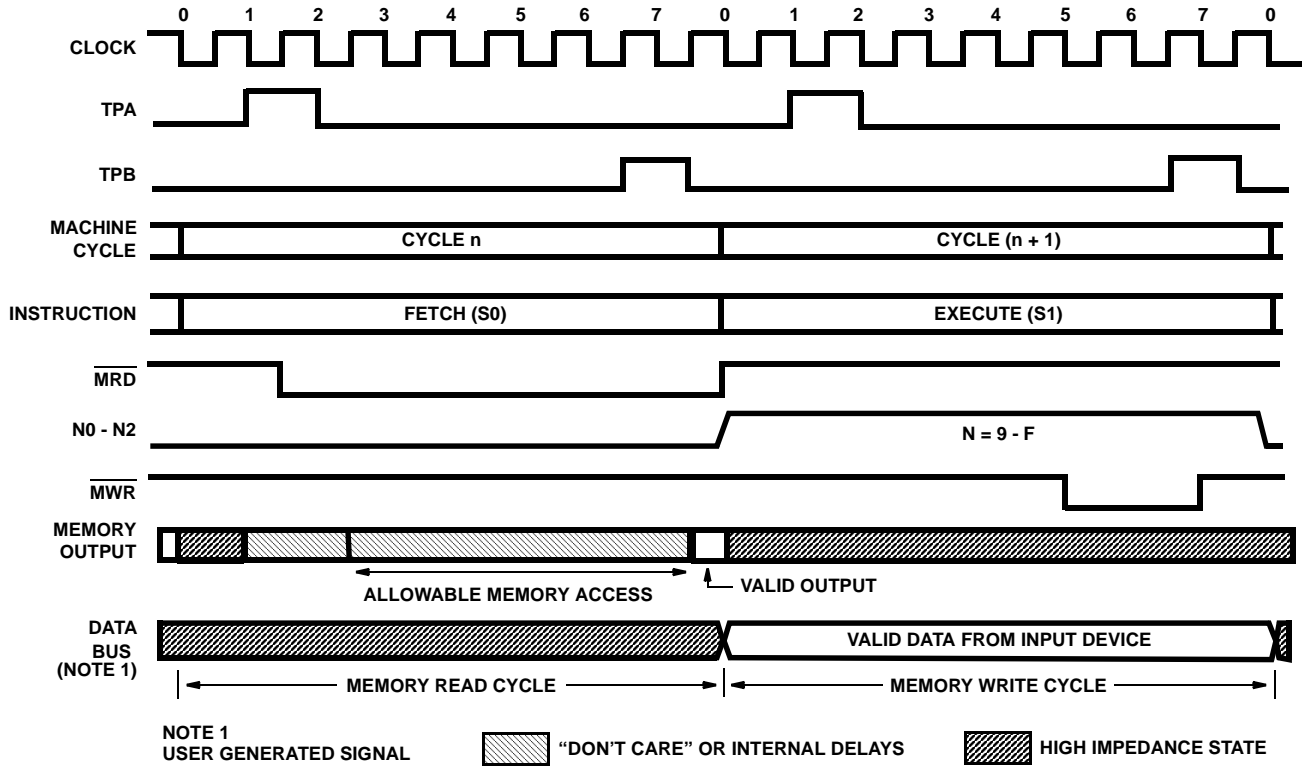 0 1 2 3 4 5 6 7 0 1 2 3 4 5 6 7 0
CLOCK
TPA
TPB
MACHINE
CYCLE
CYCLE n CYCLE (n + 1)
INSTRUCTION FETCH (S0) EXECUTE (S1)
MRD
N0 - N2 N = 9 - F
MWR
MEMORY
OUTPUT
ALLOWABLE MEMORY ACCESS VALID OUTPUT
DATA
BUS
(NOTE 1)
VALID DATA FROM INPUT DEVICE
MEMORY READ CYCLE MEMORY WRITE CYCLE
NOTE 1
USER GENERATED SIGNAL
“DON'T CARE” OR INTERNAL DELAYS
HIGH IMPEDANCE STATE